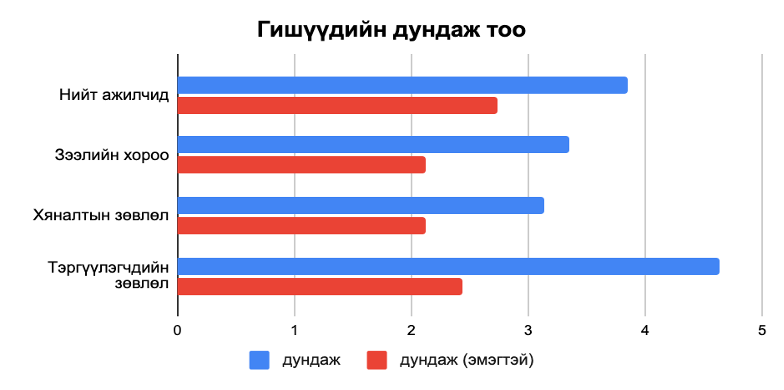 Гишүүдийн дундаж тоо
Нийт ажилчид
Зээлийн хороо
Хяналтын зөвлөл
Тэргүүлэгчдийн
зөвлөл
0 1 2 3 4 5
дундаж дундаж (эмэгтэй)